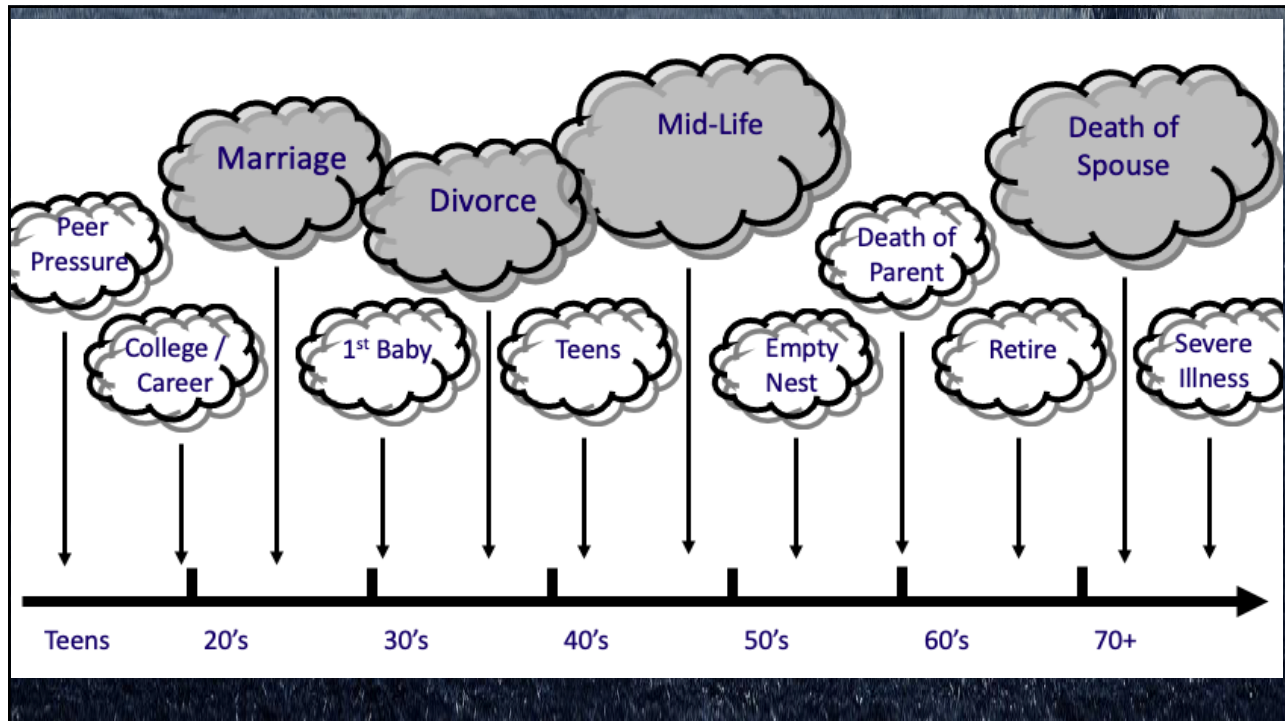 Mid-Life
Death of
Spouse
Marriage
Divorce
Peer
Pressure
Death of
Parent
College /
Career
1st Baby
Teens
Empty
Nest
Retire
Severe
Illness
Teens 20's 30's 40's 50's 60's 70+